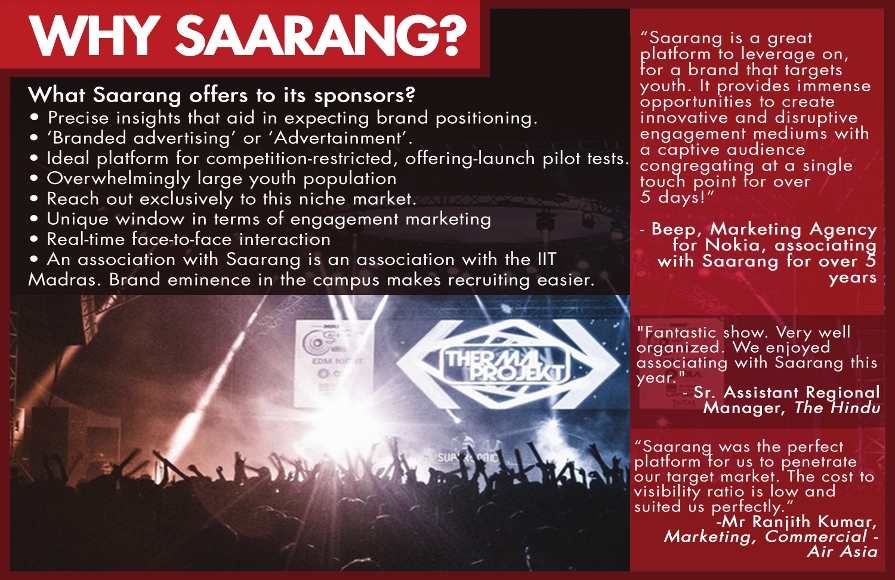 WHY SAARANG?
What Saarang offers to its sponsors?
• Precise insights that aid in expecting brand positioning.
• ‘Branded advertising’ or ‘Advertainment’.
• Ideal platform for competition-restricted, offering-launch pilot tests.
• Overwhelmingly large youth population
• Reach out exclusively to this niche market.
• Unique window in terms of engagement marketing
• Real-time face-to-face interaction
• An association with Saarang is an association with the IIT
Madras. Brand eminence in the campus makes recruiting easier.
EDM NIGHT
THERMAL
PROJEKT
“Saarang is a great
platform to leverage on,
for a brand that targets
youth. It provides immense
opportunities to create
innovative and disruptive
engagement mediums with
a captive audience
congregating at a single
touch point for over
5 days!”
- Beep, Marketing Agency
for Nokia, associating
with Saarang for over 5
years
"Fantastic show. Very well
organized. We enjoyed
associating with Saarang this
year."
- Sr. Assistant Regional
Manager, The Hindu
“Saarang was the perfect
platform for us to penetrate
our target market. The cost to
visibility ratio is low and
suited us perfectly.”
-Mr Ranjith Kumar,
Marketing, Commercial -
Air Asia